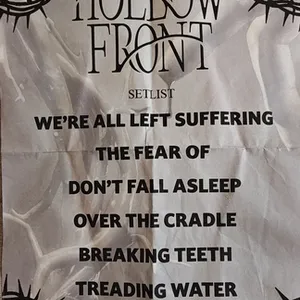 HOLLOW
FRONT
SETLIST
WE'RE ALL LEFT SUFFERING
THE FEAR OF
DON'T FALL ASLEEP
OVER THE CRADLE
BREAKING TEETH
TREADING WATER